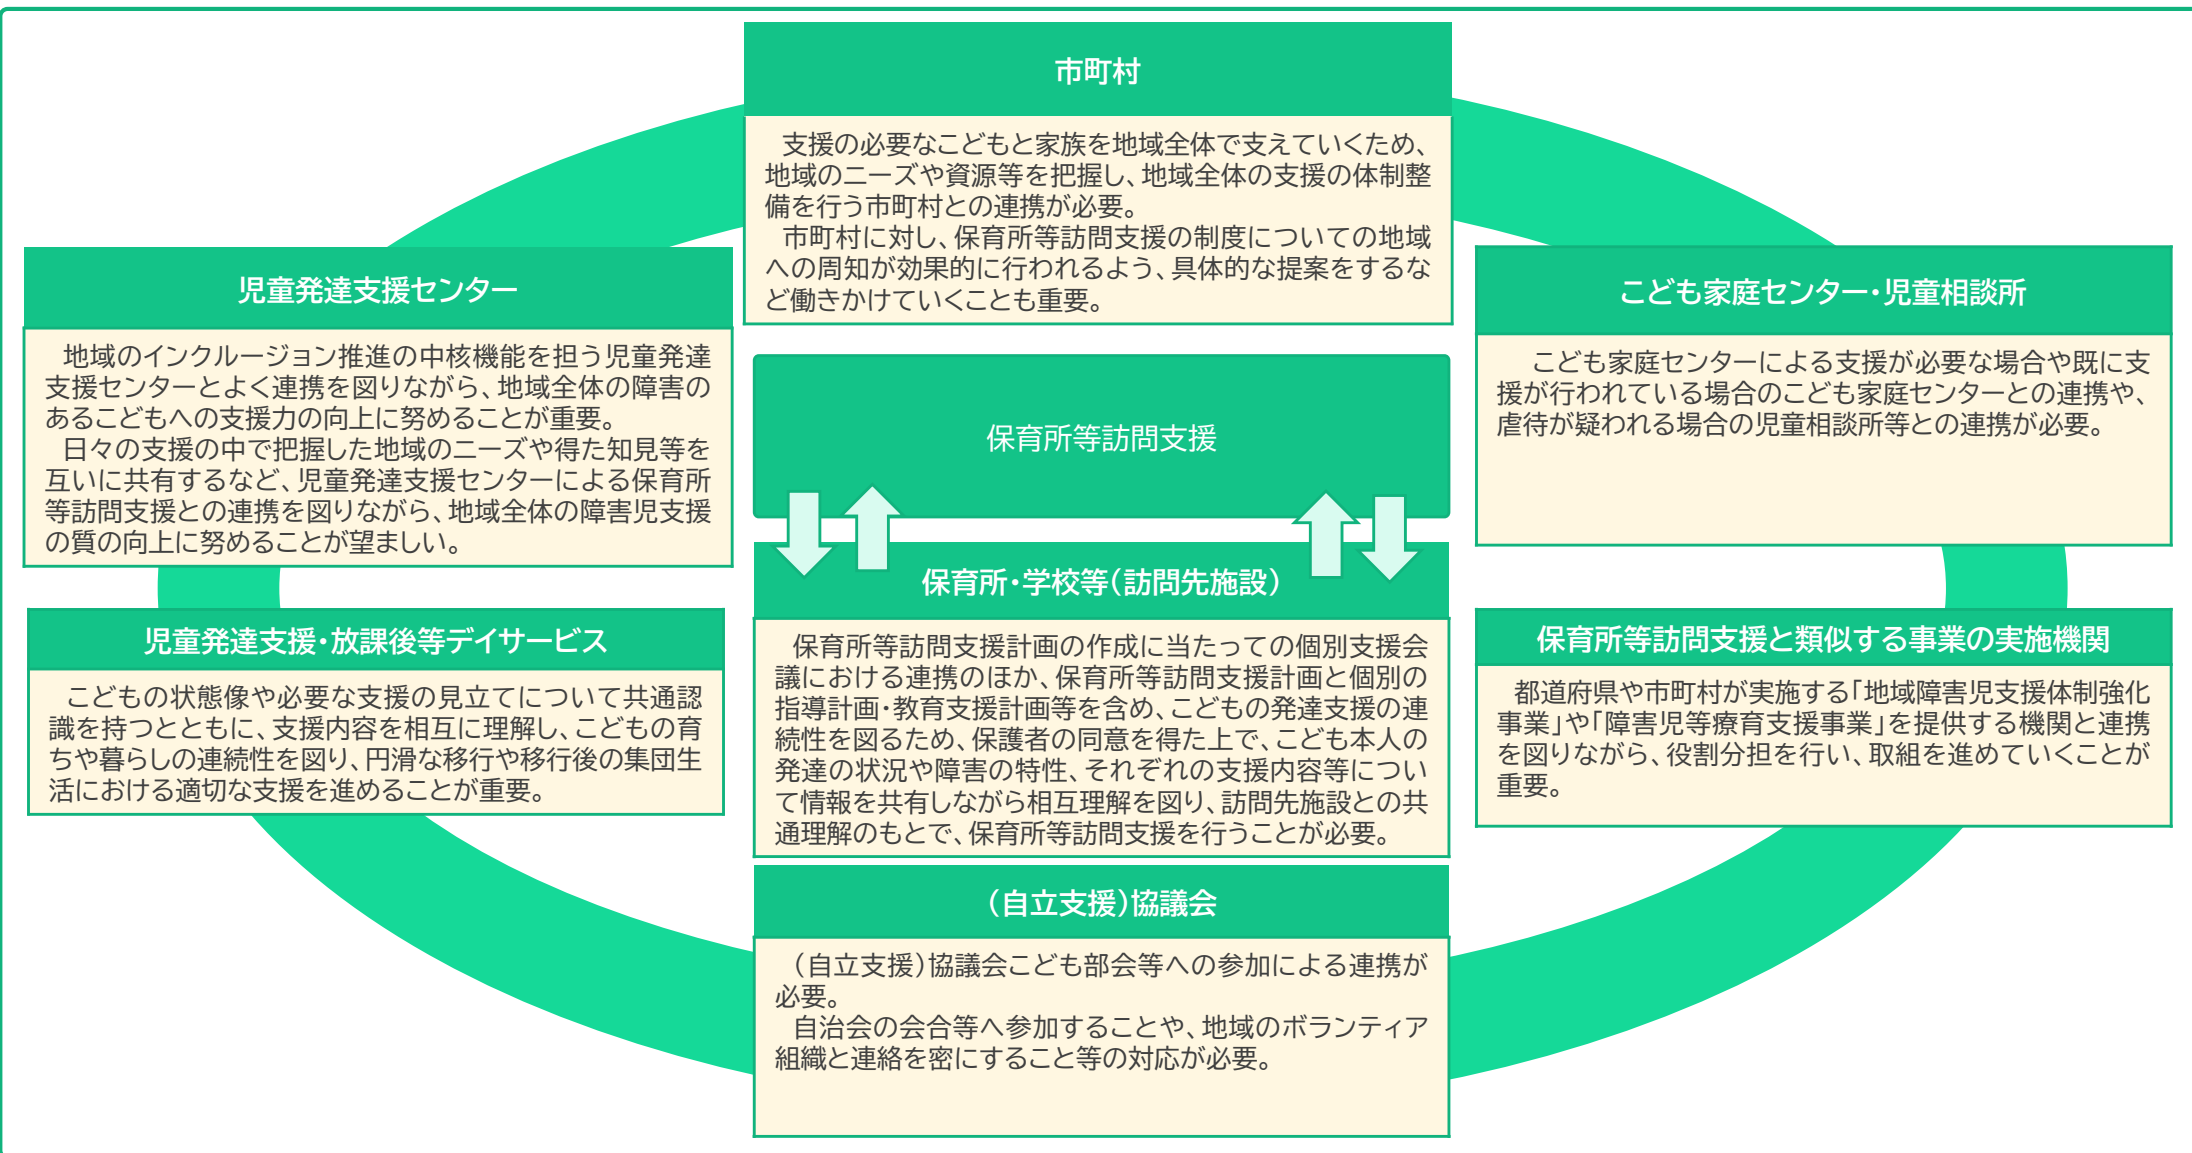 市町村
支援の必要なこどもと家族を地域全体で支えていくため、
地域のニーズや資源等を把握し、地域全体の支援の体制整
備を行う市町村との連携が必要。
市町村に対し、保育所等訪問支援の制度についての地域
への周知が効果的に行われるよう、具体的な提案をするな
ど働きかけていくことも重要。
児童発達支援センター
地域のインクルージョン推進の中核機能を担う児童発達
支援センターとよく連携を図りながら、地域全体の障害の
あるこどもへの支援力の向上に努めることが重要。
日々の支援の中で把握した地域のニーズや得た知見等を
互いに共有するなど、児童発達支援センターによる保育所
等訪問支援との連携を図りながら、地域全体の障害児支援
の質の向上に努めることが望ましい。
こども家庭センター・児童相談所
こども家庭センターによる支援が必要な場合や既に支
援が行われている場合のこども家庭センターとの連携や、
虐待が疑われる場合の児童相談所等との連携が必要。
保育所等訪問支援
保育所・学校等（訪問先施設）
保育所等訪問支援計画の作成に当たっての個別支援会
議における連携のほか、保育所等訪問支援計画と個別の
指導計画・教育支援計画等を含め、こどもの発達支援の連
続性を図るため、保護者の同意を得た上で、こども本人の
発達の状況や障害の特性、それぞれの支援内容等につい
て情報を共有しながら相互理解を図り、訪問先施設との共
通理解のもとで、保育所等訪問支援を行うことが必要。
児童発達支援・放課後等デイサービス
こどもの状態像や必要な支援の見立てについて共通認
識を持つとともに、支援内容を相互に理解し、こどもの育
ちや暮らしの連続性を図り、円滑な移行や移行後の集団生
活における適切な支援を進めることが重要。
保育所等訪問支援と類似する事業の実施機関
都道府県や市町村が実施する「地域障害児支援体制強化
事業」や「障害児等療育支援事業」を提供する機関と連携
を図りながら、役割分担を行い、取組を進めていくことが
重要。
（自立支援）協議会
（自立支援）協議会こども部会等への参加による連携が
必要。
自治会の会合等へ参加することや、地域のボランティア
組織と連絡を密にすること等の対応が必要。